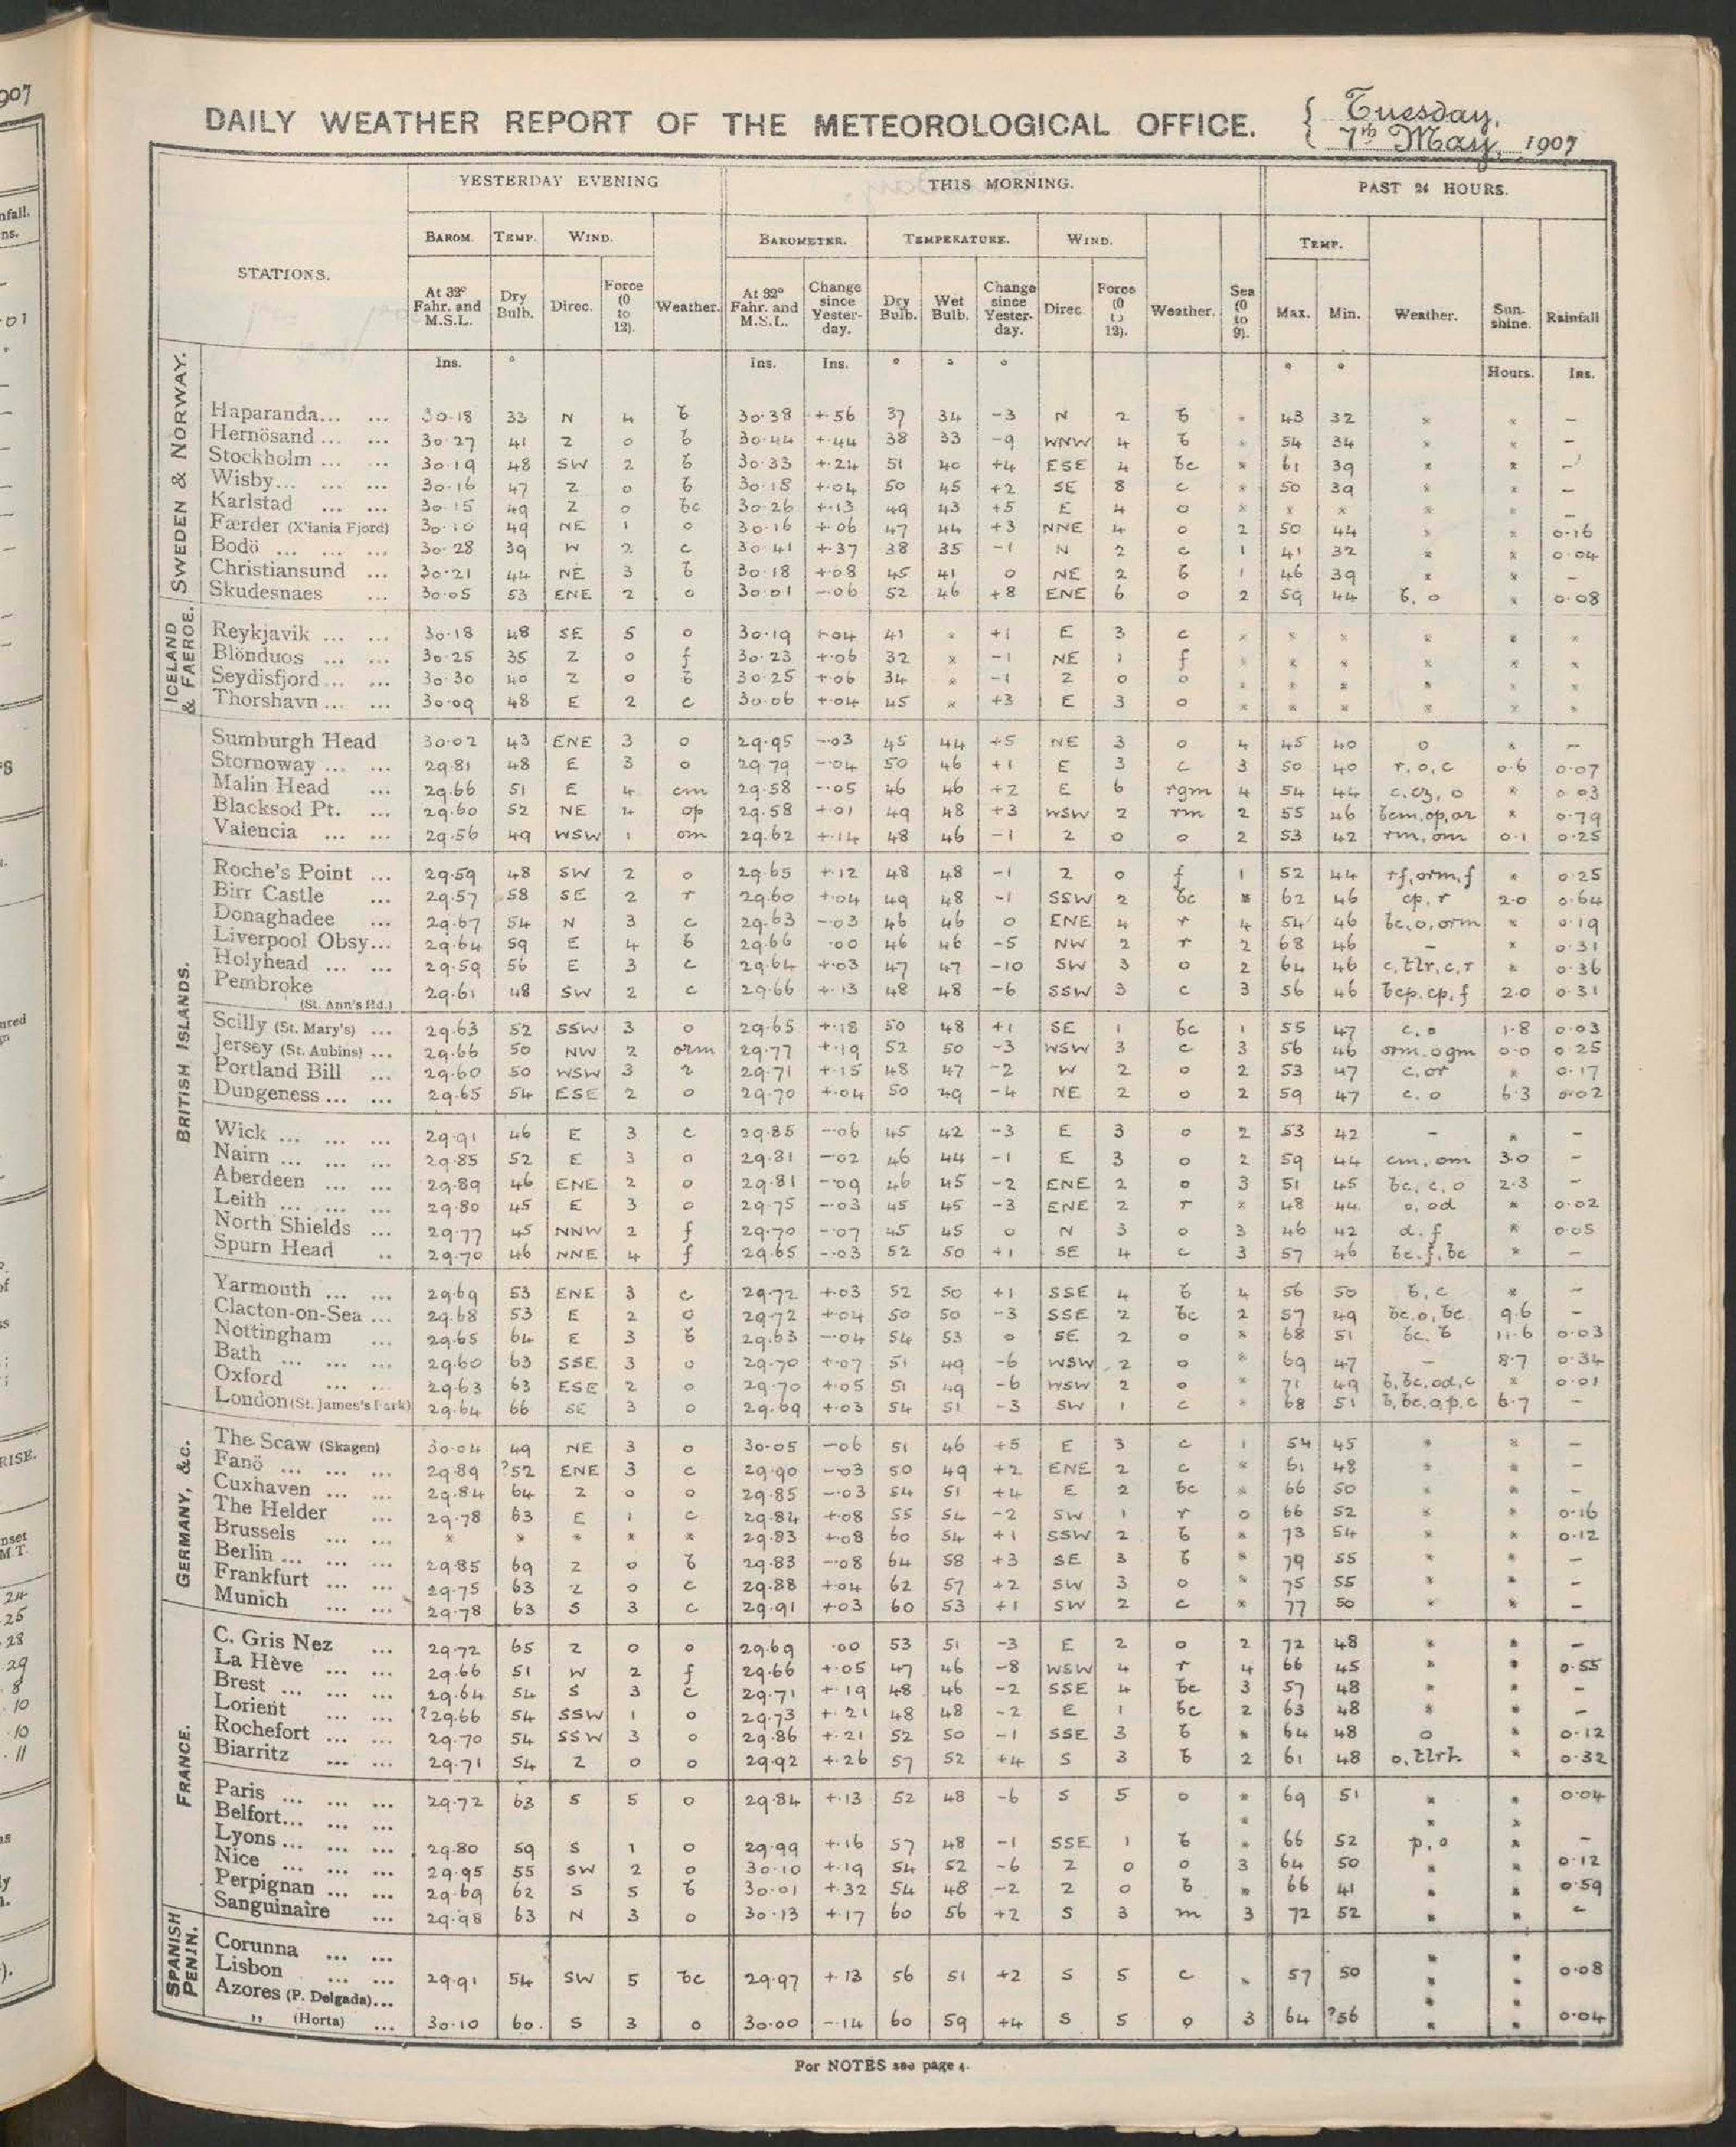 DAILY WEATHER REPORT OF THE METEOROLOGICAL OFFICE. { Tuesday, 7th May, 1907
STATIONS. YESTERDAY EVENING THIS MORNING. PAST 24 HOURS.
BAROM. TEMP. WIND. BAROMETER. TEMPERATURE. WIND. TEMP.
At 32° Fahr. and M.S.L. Dry Bulb. Direc. Force (0 to 12). Weather. At 32° Fahr. and M.S.L. Change since Yesterday. Dry Bulb. Wet Bulb. Change since Yesterday. Direc Force (0 to 12). Weather. Sea (0 to 9). Max. Min. Weather. Sunshine. Rainfall
Ins. ° Ins. Ins. ° ° ° ° ° Hours. Ins.
SWEDEN & NORWAY.
Haparanda... ... 30.18 33 N 4 b 30.38 +.56 37 34 -3 N 2 b * 43 32 * * -
Hernösand ... ... 30.27 41 Z 0 b 30.44 +.44 38 33 -9 WNW 4 b * 54 34 * * -
Stockholm ... ... 30.19 48 SW 2 b 30.33 +.24 51 40 +4 ESE 4 bc * 61 39 * * -
Wisby... ... ... 30.16 47 Z 0 b 30.18 +.04 50 45 +2 SE 8 c * 50 39 * * -
Karlstad ... ... 30.15 49 Z 0 bc 30.26 +.13 49 43 +5 E 4 o * * * * * -
Færder (X'iania Fjord) 30.10 49 NE 1 o 30.16 +.06 47 44 +3 NNE 4 o 2 50 44 * * 0.16
Bodö ... ... ... 30.28 39 W 2 c 30.41 +.37 38 35 -1 N 2 c 1 41 32 * * 0.04
Christiansund ... 30.21 44 NE 3 b 30.18 +.08 45 41 0 NE 2 b 1 46 39 * * -
Skudesnaes ... 30.05 53 ENE 2 o 30.01 -.06 52 46 +8 ENE 6 o 2 59 44 b, o * 0.08
ICELAND & FAEROE.
Reykjavik ... ... 30.18 48 SE 5 o 30.19 +.04 41 * +1 E 3 c * * * * * *
Blönduos ... ... 30.25 35 Z 0 f 30.23 +.06 32 * -1 NE 1 f * * * * * *
Seydisfjord ... ... 30.30 40 Z 0 b 30.25 +.06 34 * -1 Z 0 o * * * * * *
Thorshavn ... ... 30.09 48 E 2 c 30.06 +.04 45 * +3 E 3 o * * * * * *
BRITISH ISLANDS.
Sumburgh Head 30.02 43 ENE 3 o 29.95 -.03 45 44 +5 NE 3 o 4 45 40 o * -
Stornoway ... ... 29.81 48 E 3 o 29.79 -.04 50 46 +1 E 3 c 3 50 40 r, o, c 0.6 0.07
Malin Head ... 29.66 51 E 4 cm 29.58 -.05 46 46 +2 E 6 rgm 4 54 44 c, cz, o * 0.03
Blacksod Pt. ... 29.60 52 NE 4 op 29.58 +.01 49 48 +3 WSW 2 rm 2 55 46 bcm, op, or * 0.79
Valencia ... ... 29.56 49 WSW 1 om 29.62 +.14 48 46 -1 Z 0 o 2 53 42 rm, om 0.1 0.25
Roche's Point ... 29.59 48 SW 2 o 29.65 +.12 48 48 -1 Z 0 f 1 52 44 rf, orm, f * 0.25
Birr Castle ... 29.57 58 SE 2 r 29.60 +.04 49 48 -1 SSW 2 bc * 62 46 cp, r 2.0 0.64
Donaghadee ... 29.67 54 N 3 c 29.63 -.03 46 46 0 ENE 4 r 4 54 46 bc, o, orm * 0.19
Liverpool Obsy... 29.64 59 E 4 b 29.66 .00 46 46 -5 NW 2 r 2 68 46 - * 0.31
Holyhead ... ... 29.59 56 E 3 c 29.64 +.03 47 47 -10 SW 3 o 2 64 46 c, tlr, c, r * 0.36
Pembroke (St. Ann's Hd.) 29.61 48 SW 2 c 29.66 +.13 48 48 -6 SSW 3 c 3 56 46 bcp, cp, f 2.0 0.31
Scilly (St. Mary's) ... 29.63 52 SSW 3 o 29.65 +.18 50 48 +1 SE 1 bc 1 55 47 c. o 1.8 0.03
Jersey (St. Aubins) ... 29.66 50 NW 2 orm 29.77 +.19 52 50 -3 WSW 3 c 3 56 46 orm. ogm 0.0 0.25
Portland Bill ... 29.60 50 WSW 3 r 29.71 +.15 48 47 -2 W 2 o 2 53 47 c, or * 0.17
Dungeness ... ... 29.65 54 ESE 2 o 29.70 +.04 50 49 -4 NE 2 o 2 59 47 c. o 6.3 0.02
Wick ... ... ... 29.91 46 E 3 c 29.85 -.06 45 42 -3 E 3 o 2 53 42 - * -
Nairn ... ... ... 29.85 52 E 3 o 29.81 -.02 46 44 -1 E 3 o 2 59 44 cm, om 3.0 -
Aberdeen ... ... 29.89 46 ENE 2 o 29.81 -.09 46 45 -2 ENE 2 o 3 51 45 bc, c, o 2.3 -
Leith ... ... ... 29.80 45 E 3 o 29.75 -.03 45 45 -3 ENE 2 r * 48 44 o, od * 0.02
North Shields ... 29.77 45 NNW 2 f 29.70 -.07 45 45 0 N 3 o 3 46 42 d. f * 0.05
Spurn Head .. 29.70 46 NNE 4 f 29.65 -.03 52 50 +1 SE 4 c 3 57 46 bc. f, bc * -
Yarmouth ... ... 29.69 53 ENE 3 c 29.72 +.03 52 50 +1 SSE 4 b 4 56 50 b, c * -
Clacton-on-Sea ... 29.68 53 E 2 o 29.72 +.04 50 50 -3 SSE 2 bc 2 57 49 bc, o, bc 9.6 -
Nottingham ... 29.65 64 E 3 b 29.63 -.04 54 53 0 SE 2 o * 68 51 bc. b 11.6 0.03
Bath ... ... ... 29.60 63 SSE 3 o 29.70 +.07 51 49 -6 WSW 2 o * 69 47 - 8.7 0.34
Oxford ... ... 29.63 63 ESE 2 o 29.70 +.05 51 49 -6 WSW 2 o * 71 49 b, bc, od, c * 0.01
London (St. James's Park) 29.64 66 SE 3 o 29.69 +.03 54 51 -3 SW 1 c * 68 51 b, bc, o, p, c 6.7 -
GERMANY, &c.
The Scaw (Skagen) 30.04 49 NE 3 o 30.05 -.06 51 46 +5 E 3 c 1 54 45 * * -
Fanö ... ... ... 29.89 ?52 ENE 3 c 29.90 -.03 50 49 +2 ENE 2 c * 61 48 * * -
Cuxhaven ... ... 29.84 64 Z 0 o 29.85 -.03 54 51 +4 E 2 bc * 66 50 * * -
The Helder ... 29.78 63 E 1 c 29.84 +.08 55 54 -2 SW 1 r 0 66 52 * * 0.16
Brussels ... ... * * * * * 29.83 +.08 60 54 +1 SSW 2 b * 73 54 * * 0.12
Berlin ... ... ... 29.85 69 Z 0 b 29.83 -.08 64 58 +3 SE 3 b * 79 55 * * -
Frankfurt ... ... 29.75 63 Z 0 c 29.88 +.04 62 57 +2 SW 3 o * 75 55 * * -
Munich ... ... 29.78 63 S 3 c 29.91 +.03 60 53 +1 SW 2 c * 77 50 * * -
FRANCE.
C. Gris Nez ... 29.72 65 Z 0 o 29.69 .00 53 51 -3 E 2 o 2 72 48 * * -
La Hève ... ... 29.66 51 W 2 f 29.66 +.05 47 46 -8 WSW 4 r 4 66 45 * * 0.55
Brest ... ... ... 29.64 54 S 3 c 29.71 +.19 48 46 -2 SSE 4 bc 3 57 48 * * -
Lorient ... ... ?29.66 54 SSW 1 o 29.73 +.21 48 48 -2 E 1 bc 2 63 48 * * -
Rochefort ... ... 29.70 54 SSW 3 o 29.86 +.21 52 50 -1 SSE 3 b * 64 48 o * 0.12
Biarritz ... ... 29.71 54 Z 0 o 29.92 +.26 57 52 +4 S 3 b 2 61 48 o, tlrh * 0.32
Paris ... ... ... 29.72 63 S 5 o 29.84 +.13 52 48 -6 S 5 o * 69 51 * * 0.04
Belfort... ... ... * * *
Lyons ... ... ... 29.80 59 S 1 o 29.99 +.16 57 48 -1 SSE 1 b * 66 52 p, o * -
Nice ... ... ... 29.95 55 SW 2 o 30.10 +.19 54 52 -6 Z 0 o 3 64 50 * * 0.12
Perpignan ... ... 29.69 62 S 5 b 30.01 +.32 54 48 -2 Z 0 b * 66 41 * * 0.59
Sanguinaire ... 29.98 63 N 3 o 30.13 +.17 60 56 +2 S 3 m 3 72 52 * * -
SPANISH PENIN.
Corunna ... ... * *
Lisbon ... ... 29.91 54 SW 5 bc 29.97 +.13 56 51 +2 S 5 c * 57 50 * * 0.08
Azores (P. Delgada)... * *
" (Horta) ... 30.10 60. S 3 o 30.00 -.14 60 59 +4 S 5 o 3 64 ?56 * * 0.04
For NOTES see page 4.